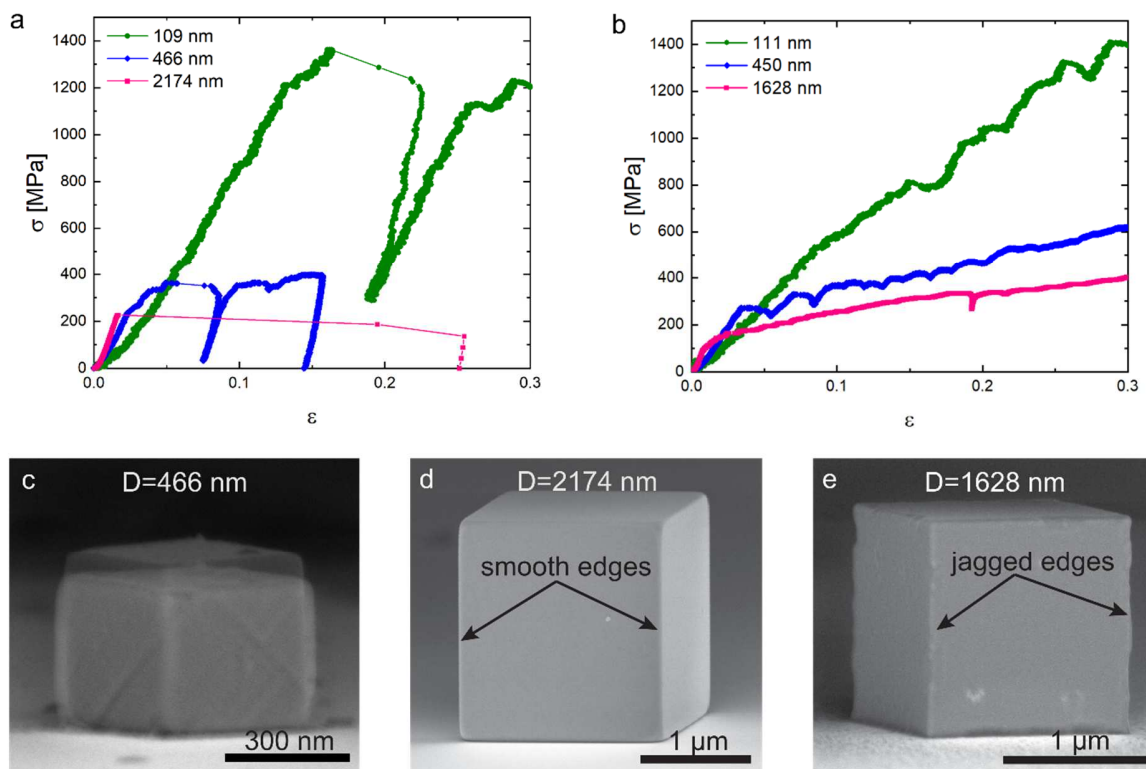 a
109 nm
466 nm
2174 nm
1400
1200
1000
800
600
400
200
0
σ [MPa]
0.0
0.1
0.2
0.3
ε
b
111 nm
450 nm
1628 nm
1400
1200
1000
800
600
400
200
0
σ [MPa]
0.0
0.1
0.2
0.3
ε
c
D=466 nm
300 nm
d
D=2174 nm
smooth edges
1 μm
e
D=1628 nm
jagged edges
1 μm